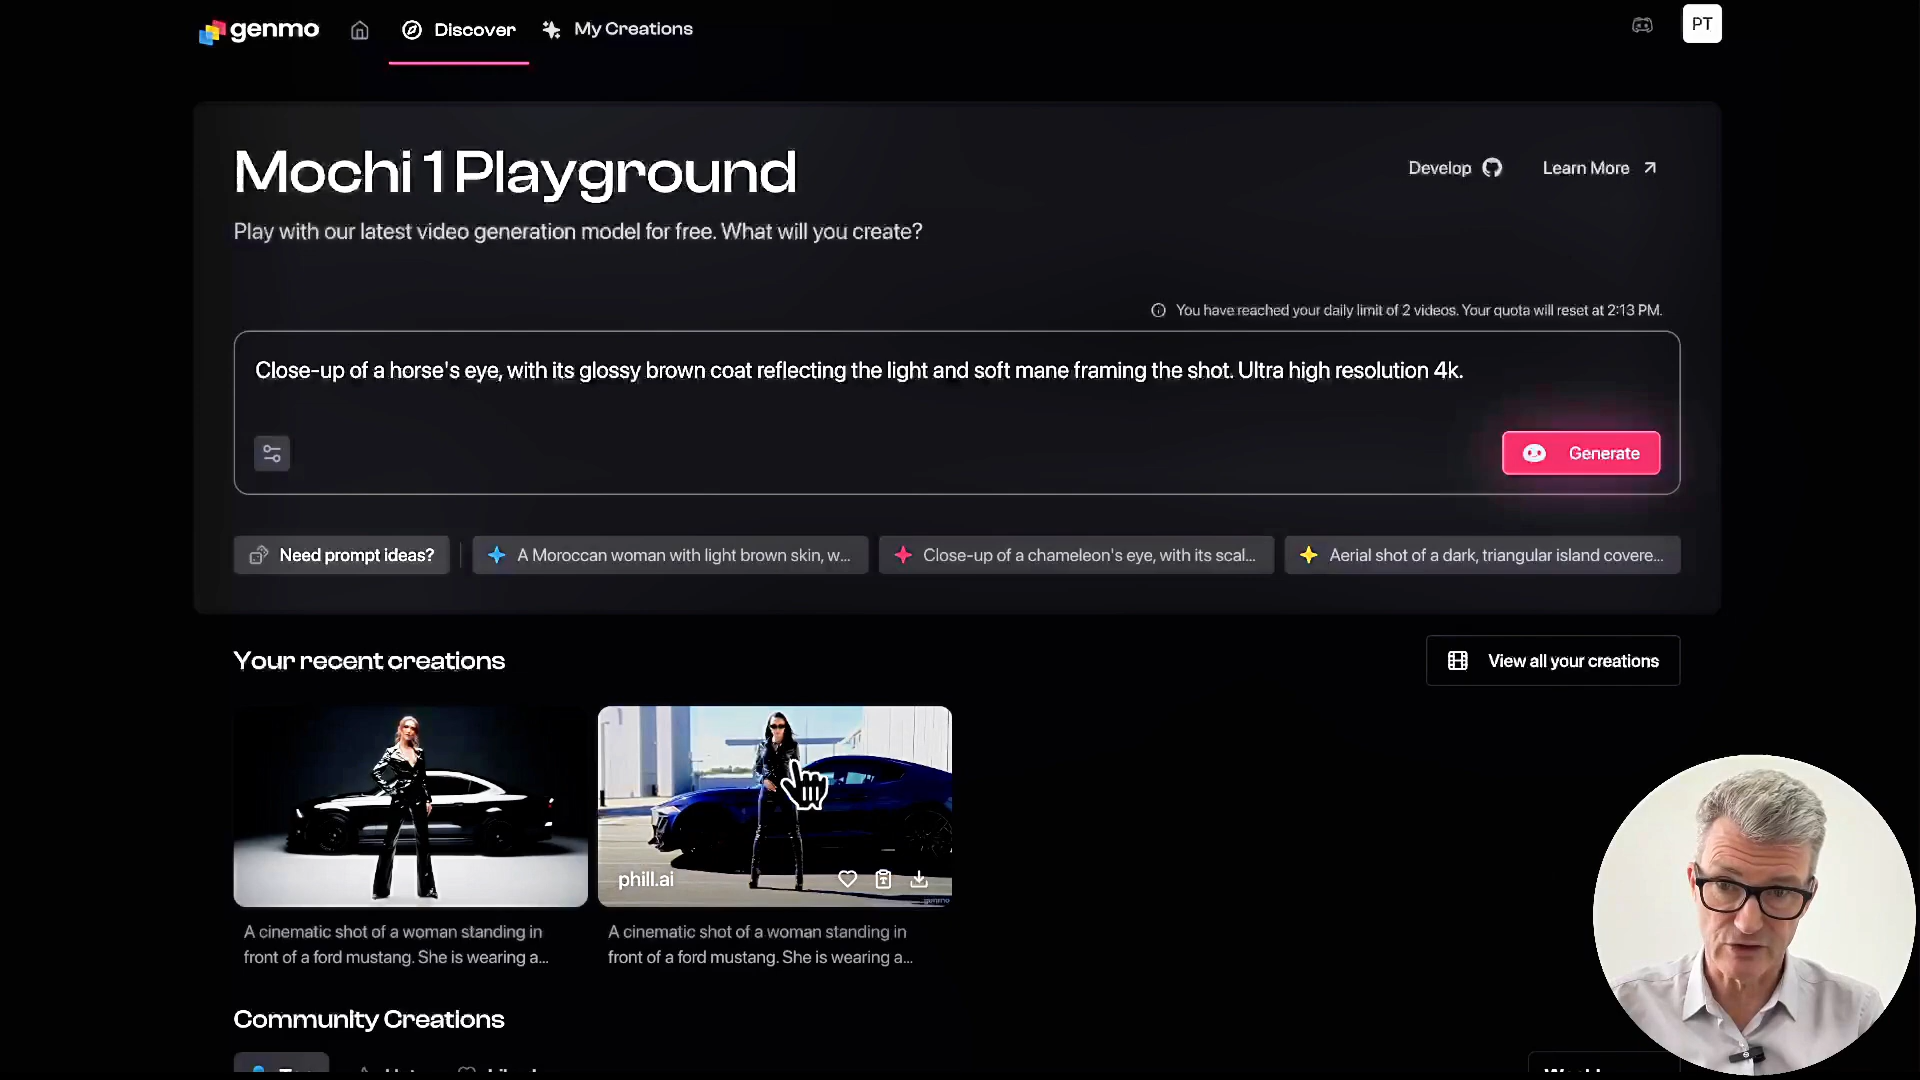 genmo
Discover
My Creations
PT
Mochi 1 Playground
Develop
Learn More
Play with our latest video generation model for free. What will you create?
You have reached your daily limit of 2 videos. Your quota will reset at 2:13 PM.
Close-up of a horse's eye, with its glossy brown coat reflecting the light and soft mane framing the shot. Ultra high resolution 4k.
Generate
Need prompt ideas?
A Moroccan woman with light brown skin, w...
Close-up of a chameleon's eye, with its scal...
Aerial shot of a dark, triangular island covere...
Your recent creations
View all your creations
phill.ai
genmo
A cinematic shot of a woman standing in
front of a ford mustang. She is wearing a...
A cinematic shot of a woman standing in
front of a ford mustang. She is wearing a...
Community Creations